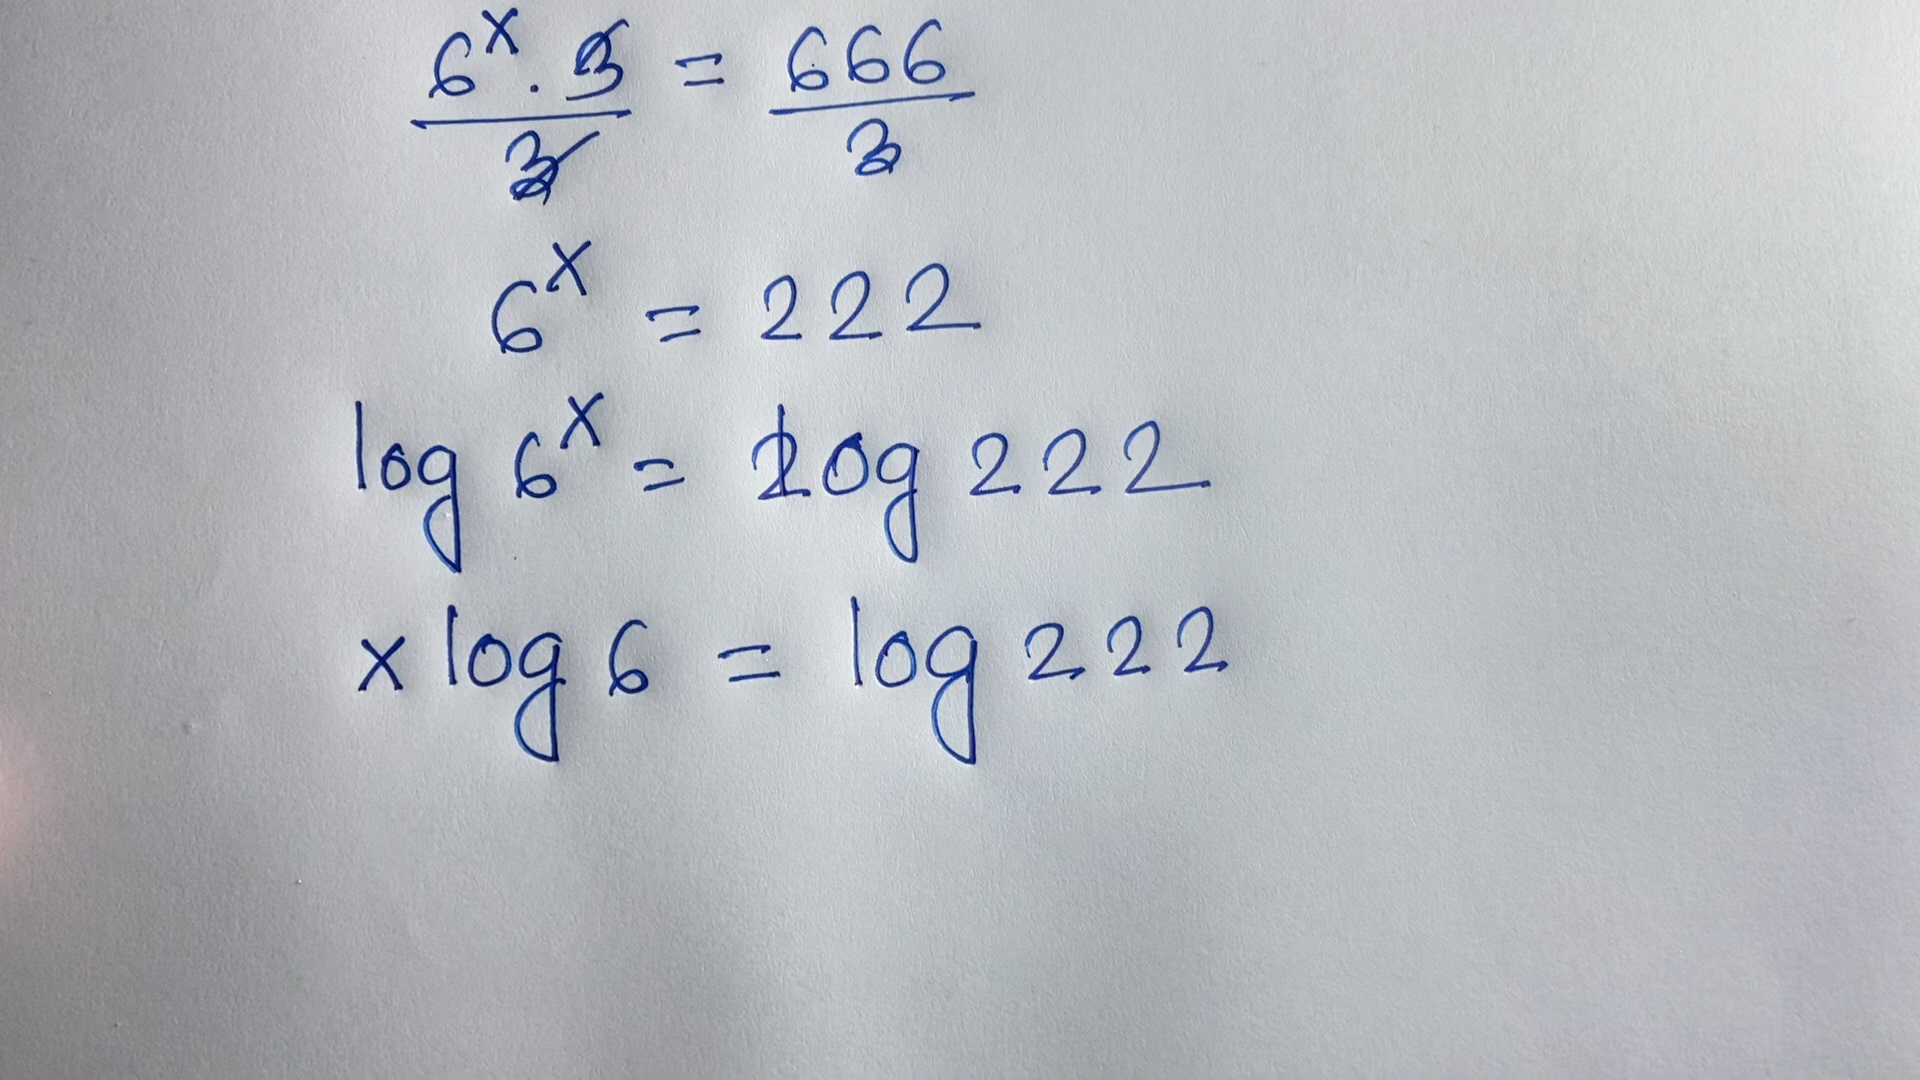 6^x . 3 / 3 = 666 / 3
6^x = 222
log 6^x = log 222
x log 6 = log 222